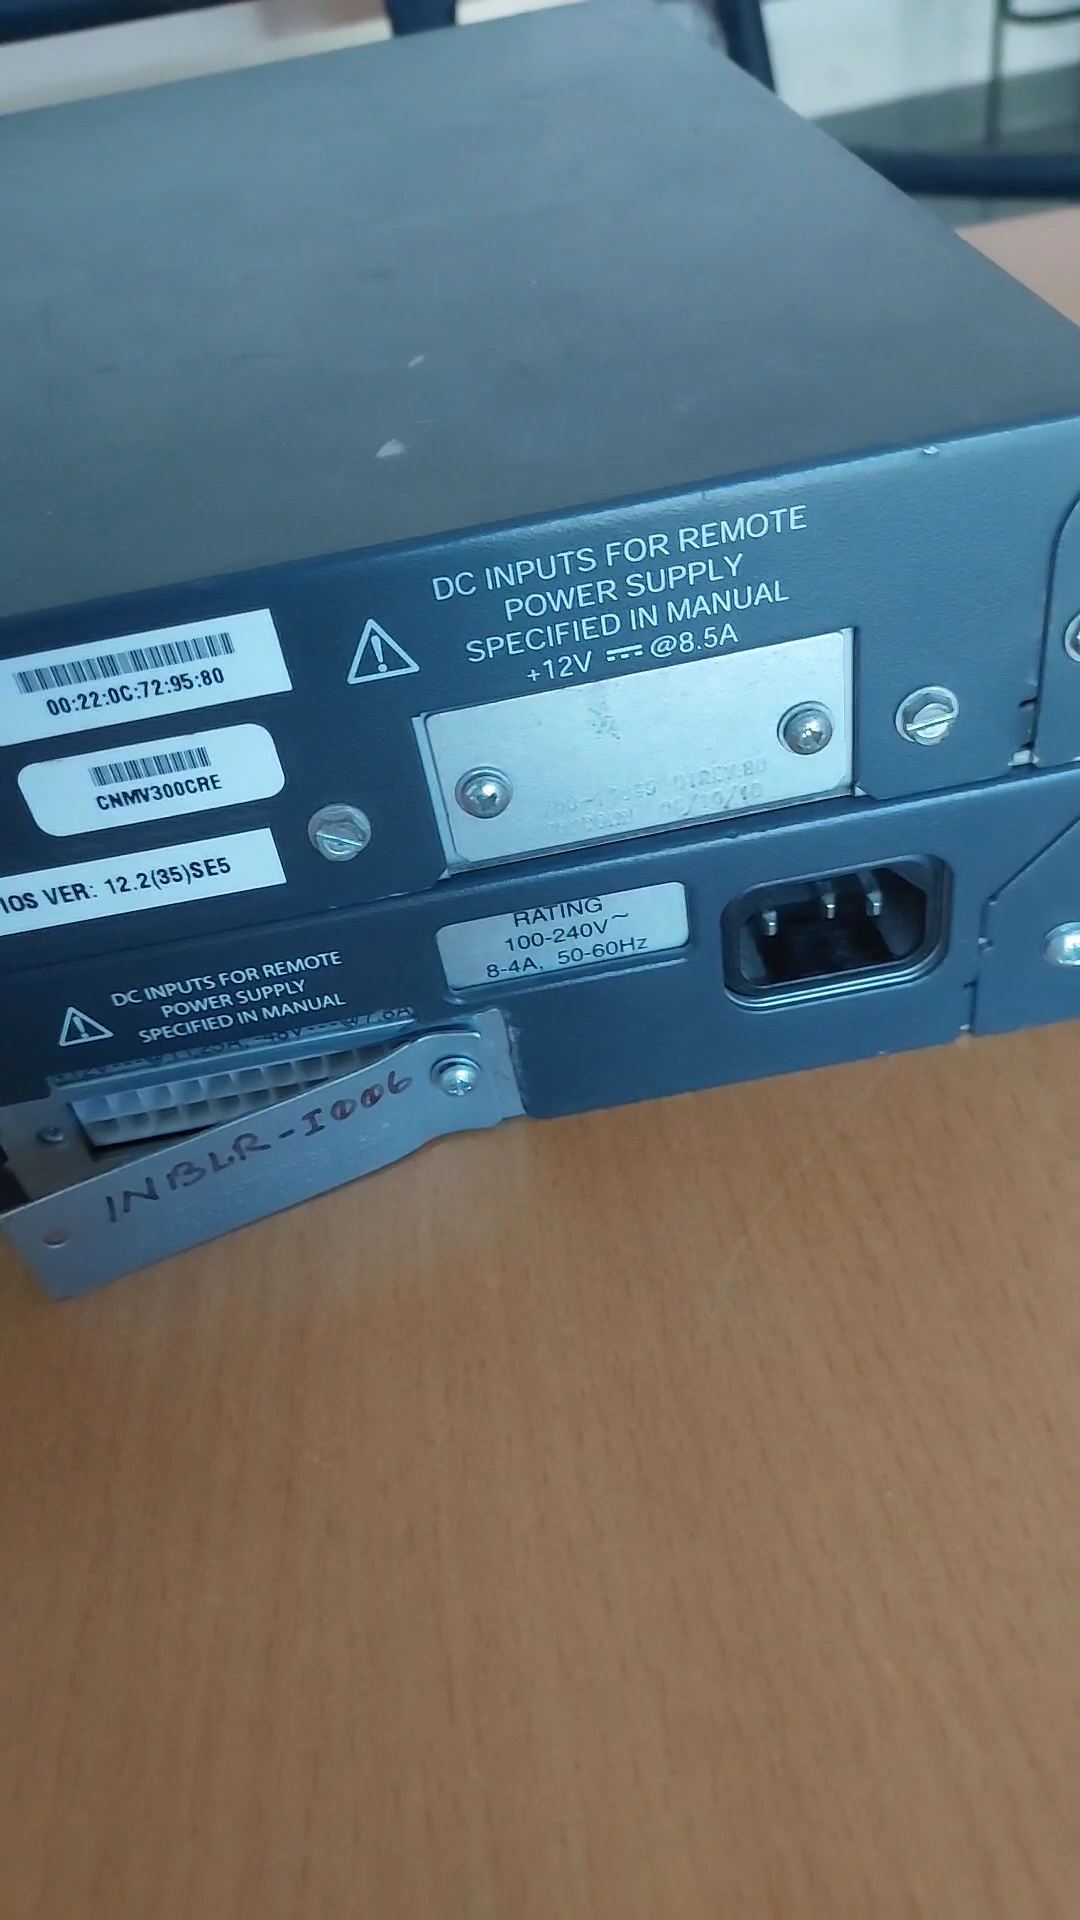 DC INPUTS FOR REMOTE
POWER SUPPLY
SPECIFIED IN MANUAL
+12V ⎓ @8.5A
00:22:0C:72:95:80
CNMV300CRE
IOS VER: 12.2(35)SE5
RATING
100-240V~
8-4A, 50-60Hz
DC INPUTS FOR REMOTE
POWER SUPPLY
SPECIFIED IN MANUAL
INBLR-I006